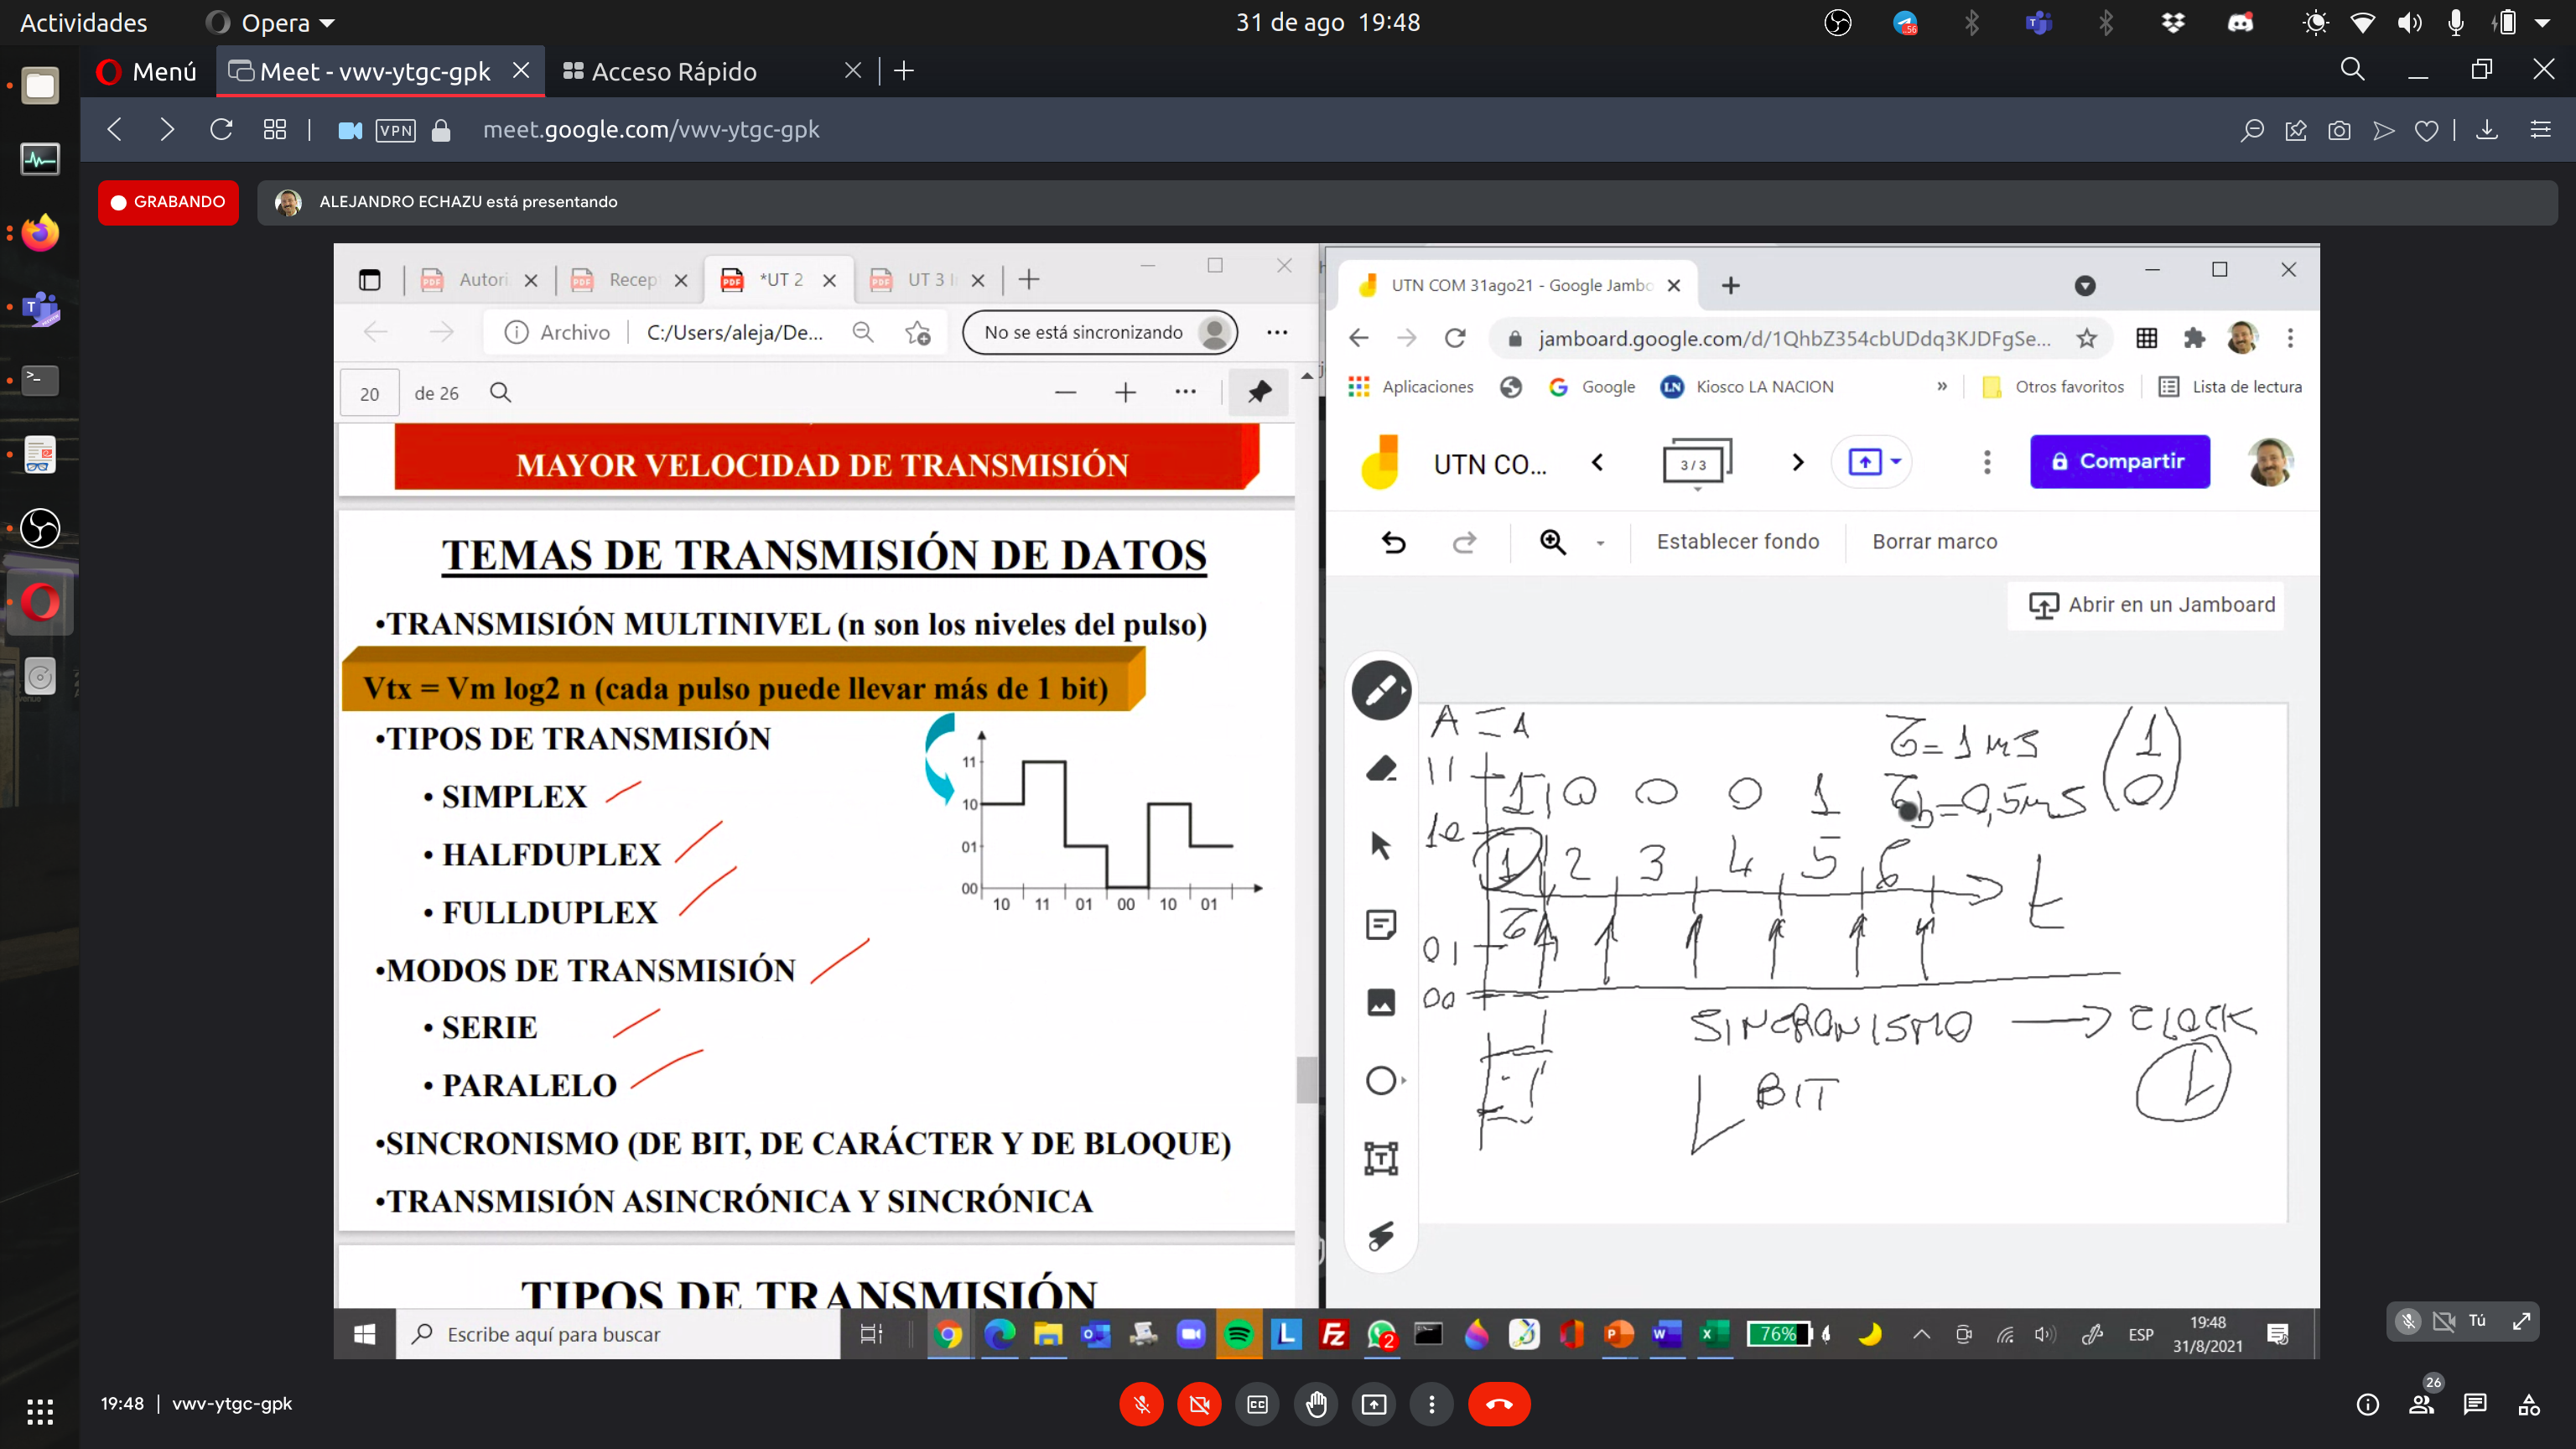 Actividades
Opera
31 de ago 19:48
56
Menú
Meet - vwv-ytgc-gpk
Acceso Rápido
VPN
meet.google.com/vwv-ytgc-gpk
GRABANDO
ALEJANDRO ECHAZU está presentando
Autori
Recep
*UT 2
UT 3 I
Archivo
C:/Users/aleja/De...
No se está sincronizando
20
de 26
MAYOR VELOCIDAD DE TRANSMISIÓN
TEMAS DE TRANSMISIÓN DE DATOS
•TRANSMISIÓN MULTINIVEL (n son los niveles del pulso)
Vtx = Vm log2 n (cada pulso puede llevar más de 1 bit)
•TIPOS DE TRANSMISIÓN
• SIMPLEX
• HALFDUPLEX
• FULLDUPLEX
•MODOS DE TRANSMISIÓN
• SERIE
• PARALELO
•SINCRONISMO (DE BIT, DE CARÁCTER Y DE BLOQUE)
•TRANSMISIÓN ASINCRÓNICA Y SINCRÓNICA
11
10
01
00
10 11 01 00 10 01
TIPOS DE TRANSMISIÓN
UTN COM 31ago21 - Google Jambo
jamboard.google.com/d/1QhbZ354cbUDdq3KJDFgSe...
Aplicaciones
Google
LN
Kiosco LA NACION
»
Otros favoritos
Lista de lectura
UTN CO...
3 / 3
Compartir
Establecer fondo
Borrar marco
Abrir en un Jamboard
A = 4
11
1 0 0 0 1
10
1 2 3 4 5 6
t
01
00
τ
τ = 1 ms
τb = 0,5 ms
1
0
SINCRONISMO → CLOCK
BIT
Escribe aquí para buscar
2
76%
ESP
19:48
31/8/2021
Tú
19:48 | vwv-ytgc-gpk
26